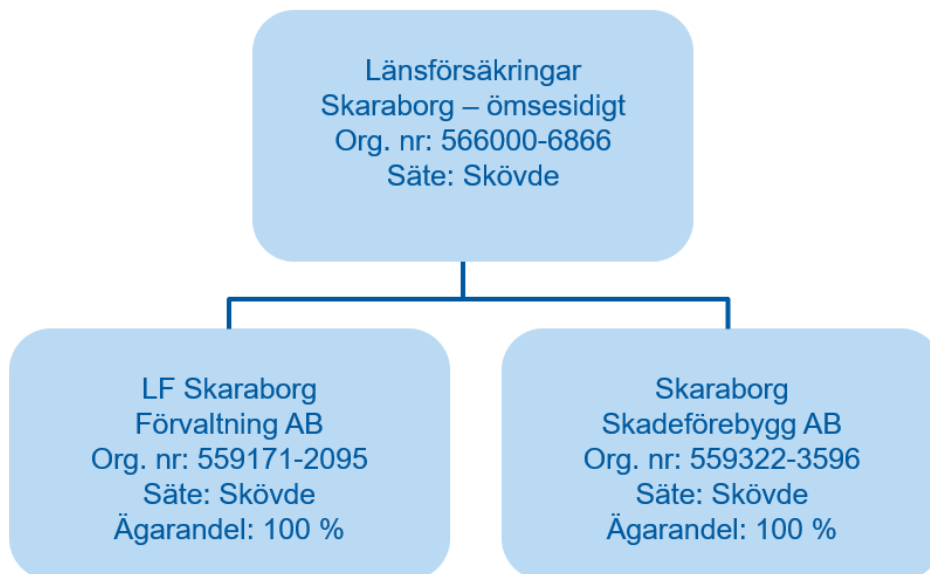 Länsförsäkringar
Skaraborg – ömsesidigt
Org. nr: 566000-6866
Säte: Skövde
LF Skaraborg
Förvaltning AB
Org. nr: 559171-2095
Säte: Skövde
Ägarandel: 100 %
Skaraborg
Skadeförebygg AB
Org. nr: 559322-3596
Säte: Skövde
Ägarandel: 100 %